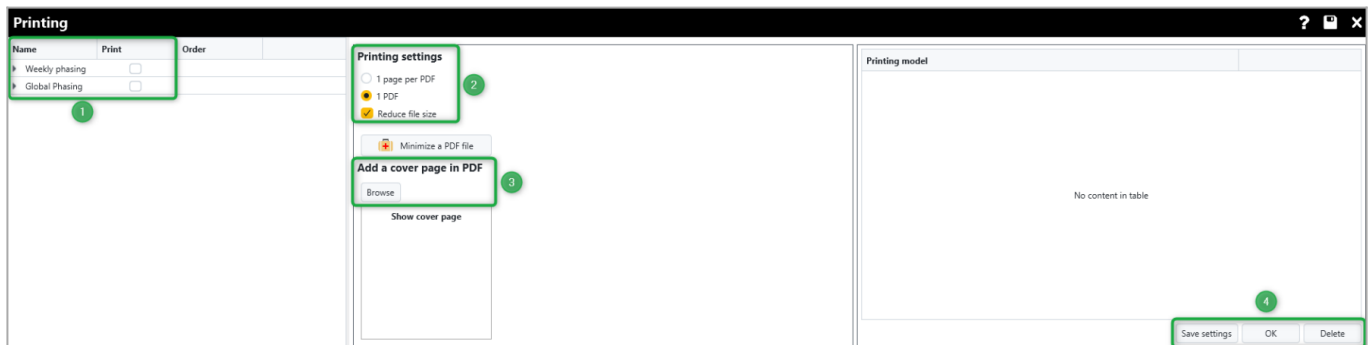 Printing
?
Name Print Order
Weekly phasing
Global Phasing
1
Printing settings
1 page per PDF
1 PDF
Reduce file size
2
Minimize a PDF file
Add a cover page in PDF
Browse
3
Show cover page
Printing model
No content in table
4
Save settings OK Delete